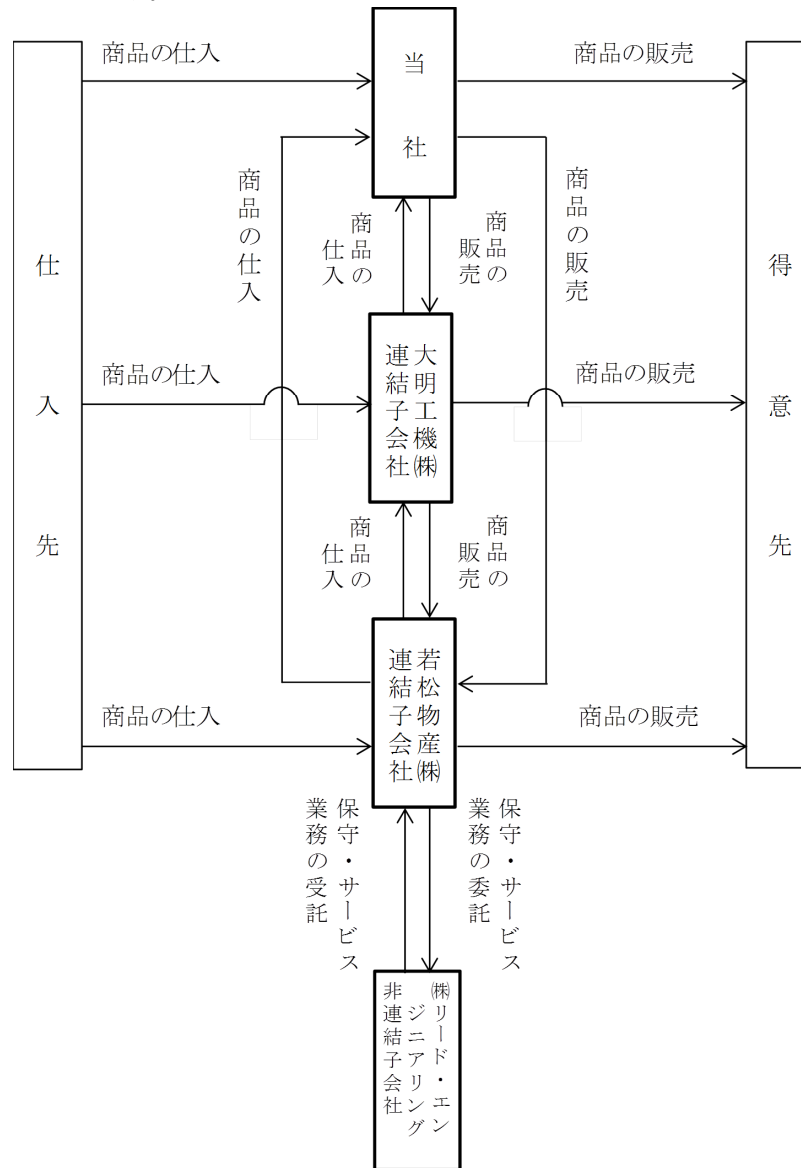 商品の仕入
当社
商品の販売
仕入先
得意先
商品の仕入
商品の
仕入
商品の
販売
商品の販売
商品の仕入
大明工機㈱
連結子会社
商品の販売
商品の
仕入
商品の
販売
商品の仕入
若松物産㈱
連結子会社
商品の販売
保守・サービス
業務の受託
保守・サービス
業務の委託
㈱リード・エン
ジニアリング
非連結子会社